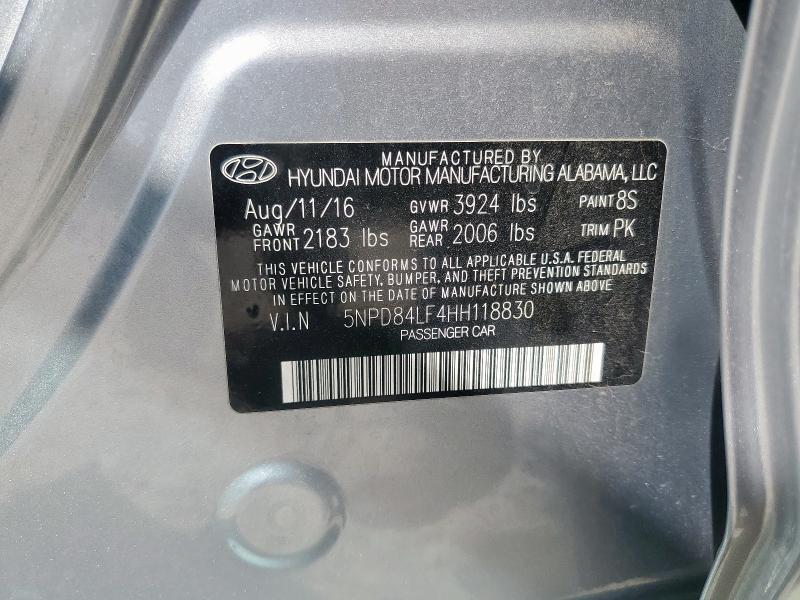 MANUFACTURED BY
HYUNDAI MOTOR MANUFACTURING ALABAMA, LLC
Aug/11/16 GVWR 3924 lbs PAINT 8S
GAWR FRONT 2183 lbs GAWR REAR 2006 lbs TRIM PK
THIS VEHICLE CONFORMS TO ALL APPLICABLE U.S.A. FEDERAL
MOTOR VEHICLE SAFETY, BUMPER, AND THEFT PREVENTION STANDARDS
IN EFFECT ON THE DATE OF MANUFACTURE SHOWN ABOVE
V.I.N 5NPD84LF4HH118830
PASSENGER CAR